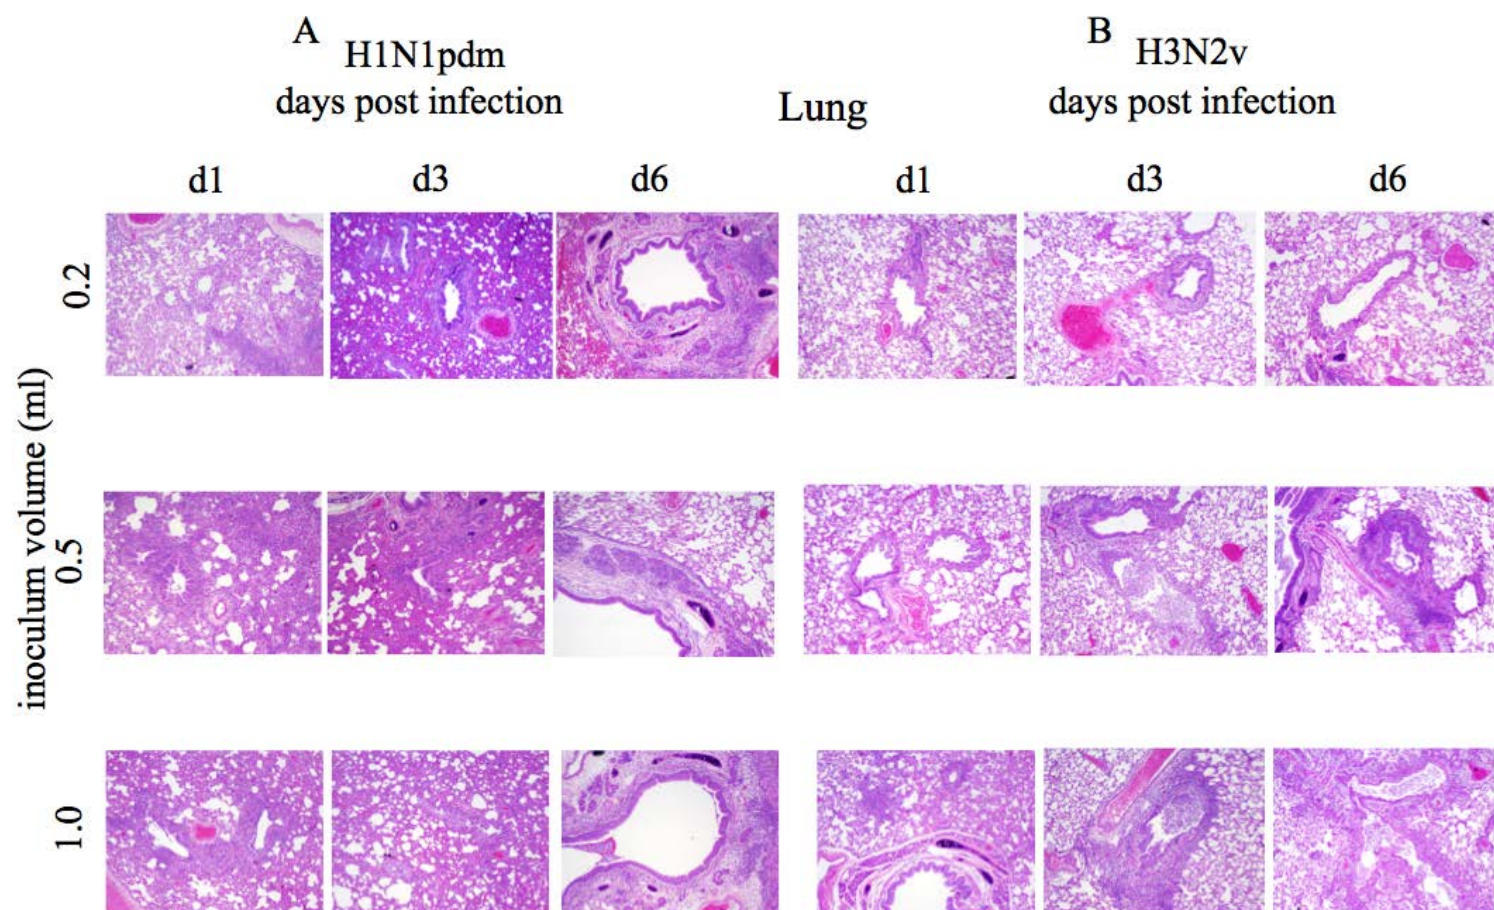 A
H1N1pdm
days post infection
Lung
B
H3N2v
days post infection
d1
d3
d6
d1
d3
d6
inoculum volume (ml)
0.2
0.5
1.0